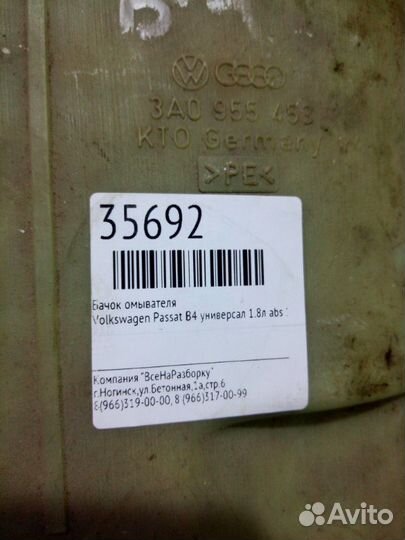 3A0 955 453
KTO Germany
>PE<
35692
Бачок омывателя
Volkswagen Passat B4 универсал 1.8л abs
Компания "ВсеНаРазборку"
г.Ногинск,ул.Бетонная,1а,стр.6
8(966)319-00-00, 8 (966)317-00-99
Avito